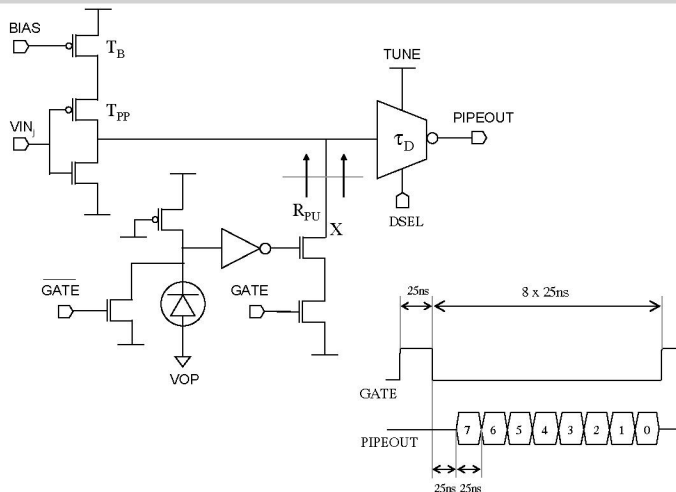 BIAS
T_B
TUNE
T_PP
PIPEOUT
VIN_j
τ_D
R_PU
X
DSEL
GATE
GATE
VOP
25ns
8 x 25ns
GATE
PIPEOUT
7 6 5 4 3 2 1 0
25ns 25ns